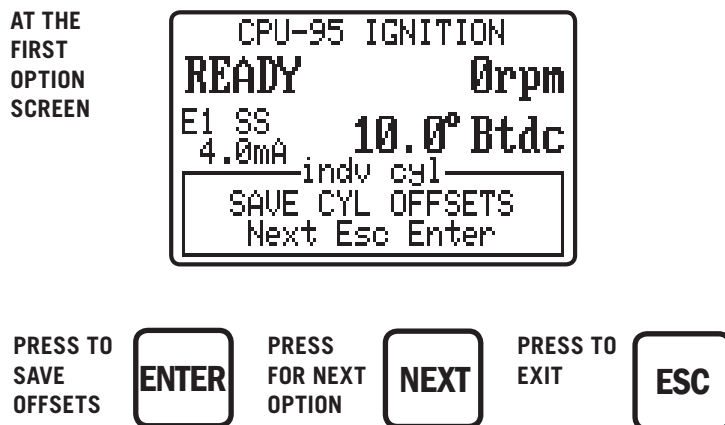 AT THE
FIRST
OPTION
SCREEN
CPU-95 IGNITION
READY 0rpm
E1 SS
4.0mA 10.0° Btdc
indv cyl
SAVE CYL OFFSETS
Next Esc Enter
PRESS TO
SAVE
OFFSETS
ENTER
PRESS
FOR NEXT
OPTION
NEXT
PRESS TO
EXIT
ESC